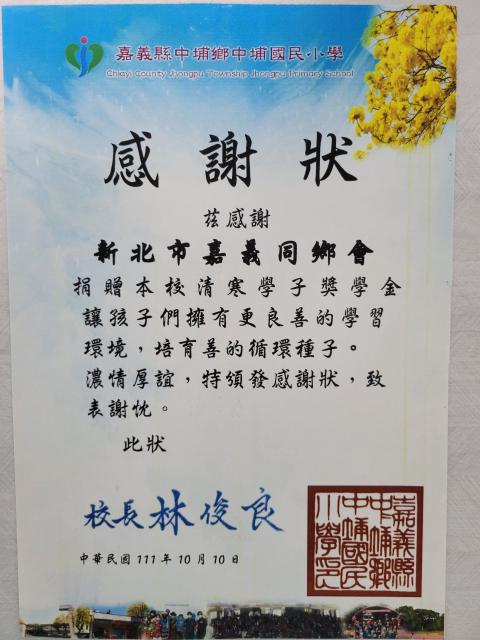 嘉義縣中埔鄉中埔國民小學
Chiayi County Jhongpu Township Jhongpu Primary School
感謝狀
茲感謝
新北市嘉義同鄉會
捐贈本校清寒學子獎學金
讓孩子們擁有更良善的學習
環境，培育善的循環種子。
濃情厚誼，特頒發感謝狀，致
表謝忱。
此狀
校長林俊良
中華民國111年10月10日
嘉義縣
中埔鄉
中埔國民
小學印